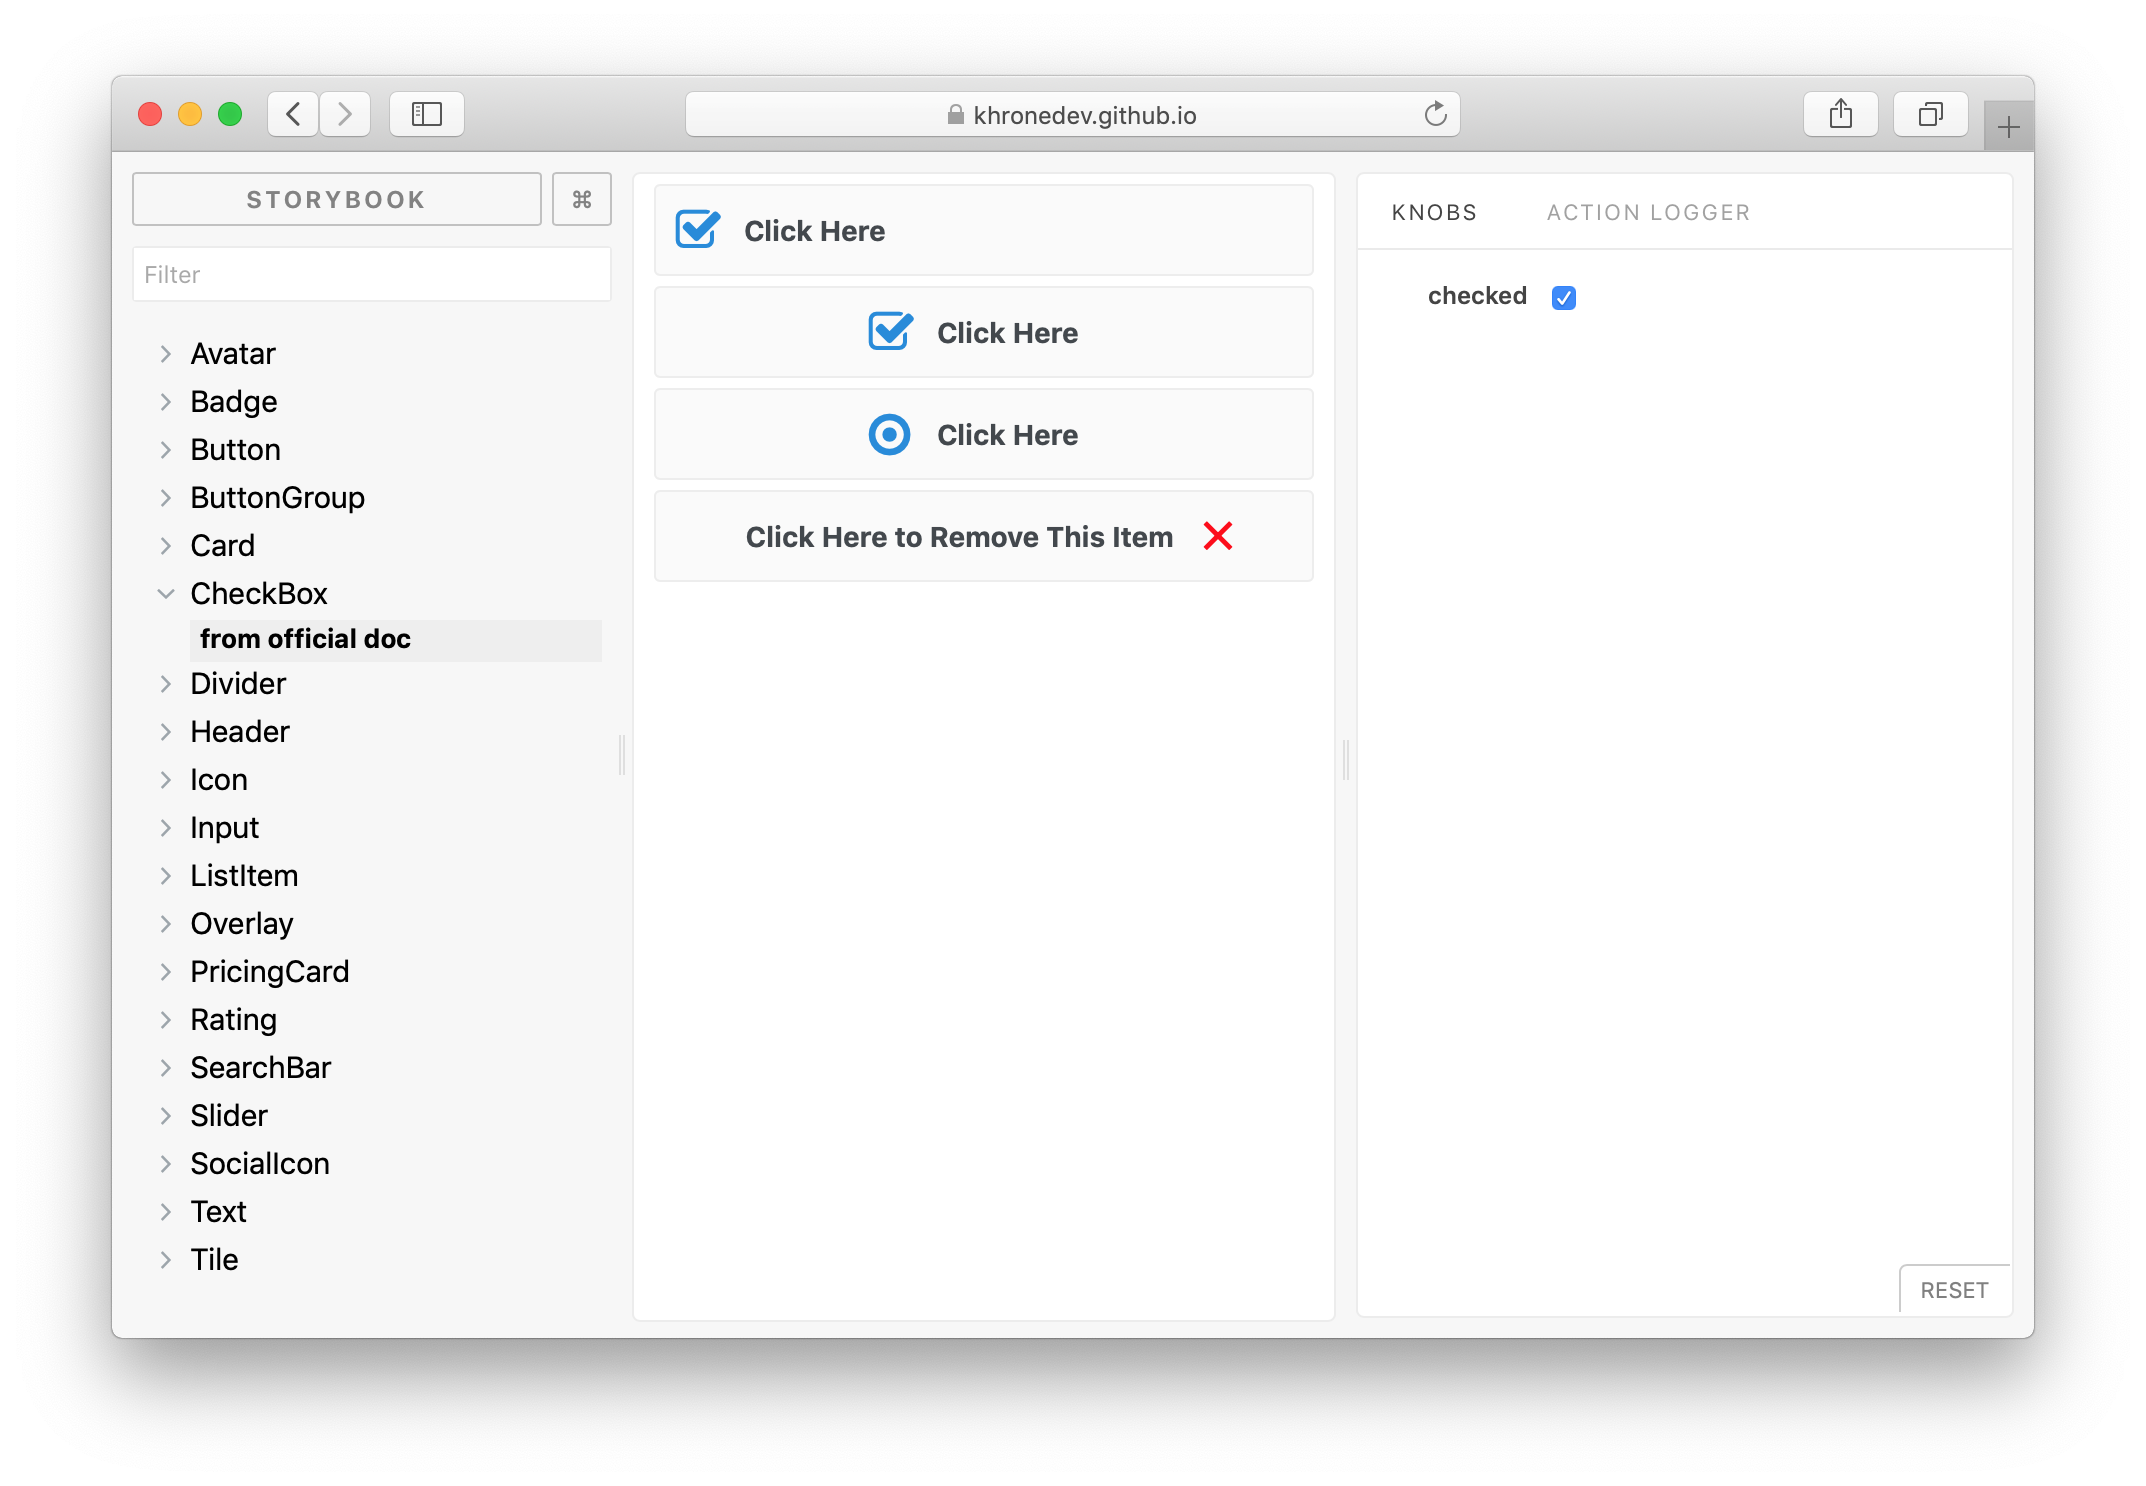 khronedev.github.io
STORYBOOK ⌘
Filter
Avatar
Badge
Button
ButtonGroup
Card
CheckBox
from official doc
Divider
Header
Icon
Input
ListItem
Overlay
PricingCard
Rating
SearchBar
Slider
SocialIcon
Text
Tile
Click Here
Click Here
Click Here
Click Here to Remove This Item
KNOBS ACTION LOGGER
checked
RESET